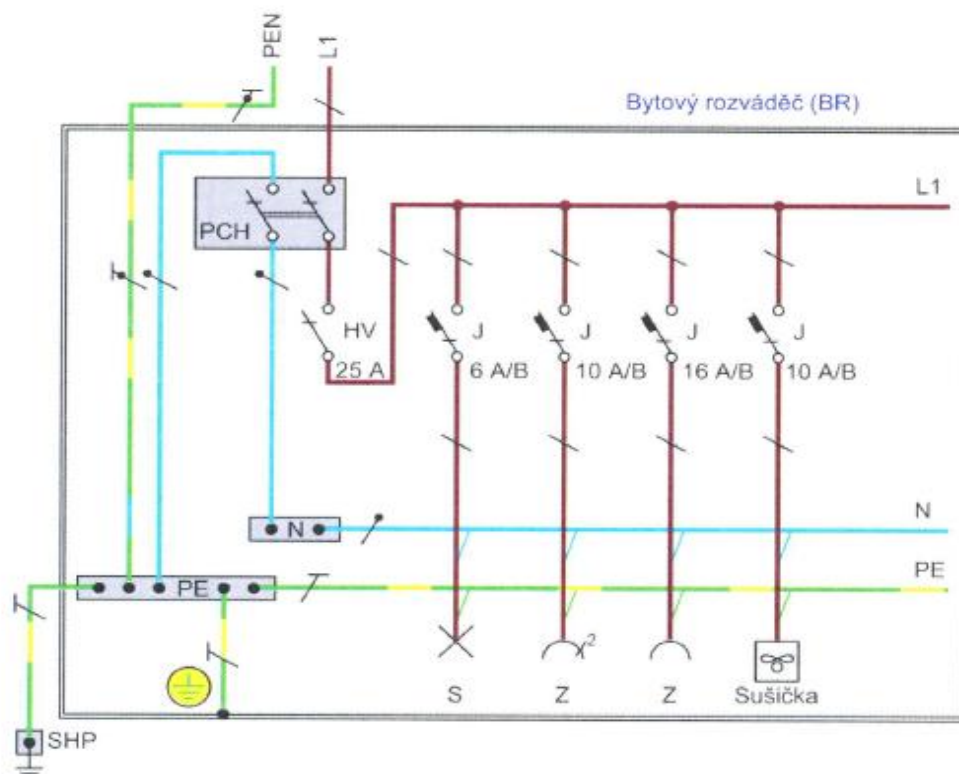 PEN
L1
Bytový rozváděč (BR)
L1
PCH
HV
J
J
J
J
25 A
6 A/B
10 A/B
16 A/B
10 A/B
N
N
PE
PE
2
S
Z
Z
Sušička
SHP